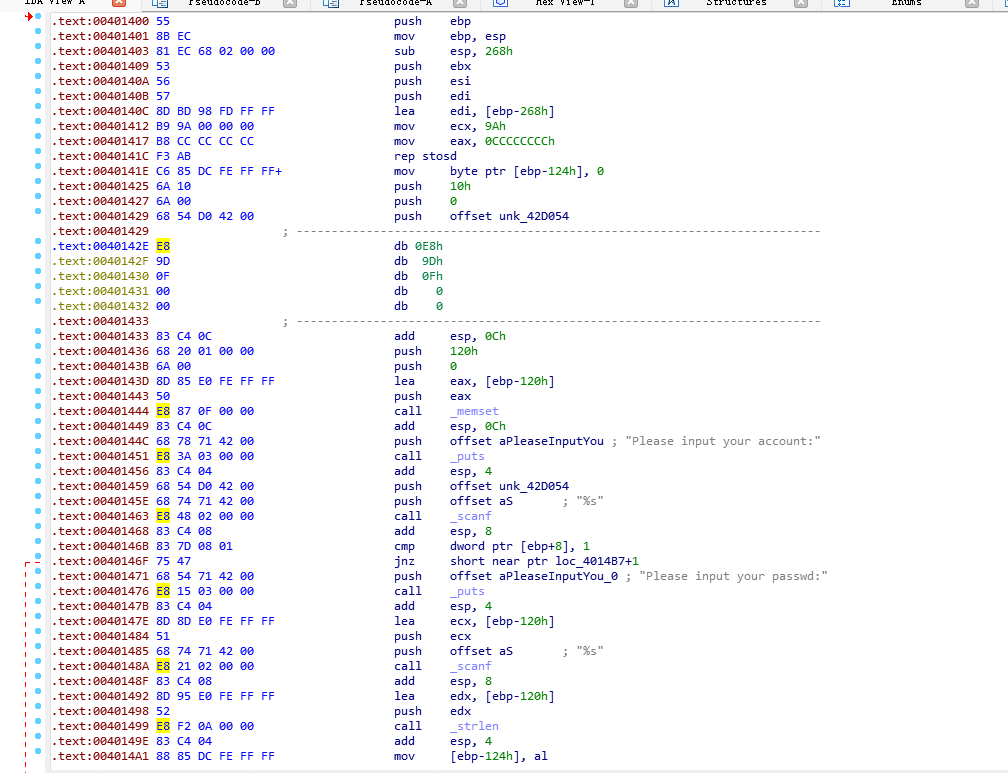 IDA View-A Pseudocode-B Pseudocode-A Hex View-1 Structures Enums
.text:00401400 55 push ebp
.text:00401401 8B EC mov ebp, esp
.text:00401403 81 EC 68 02 00 00 sub esp, 268h
.text:00401409 53 push ebx
.text:0040140A 56 push esi
.text:0040140B 57 push edi
.text:0040140C 8D BD 98 FD FF FF lea edi, [ebp-268h]
.text:00401412 B9 9A 00 00 00 mov ecx, 9Ah
.text:00401417 B8 CC CC CC CC mov eax, 0CCCCCCCCh
.text:0040141C F3 AB rep stosd
.text:0040141E C6 85 DC FE FF FF+ mov byte ptr [ebp-124h], 0
.text:00401425 6A 10 push 10h
.text:00401427 6A 00 push 0
.text:00401429 68 54 D0 42 00 push offset unk_42D054
.text:00401429 ; ---------------------------------------------------------------------------
.text:0040142E E8 db 0E8h
.text:0040142F 9D db 9Dh
.text:00401430 0F db 0Fh
.text:00401431 00 db 0
.text:00401432 00 db 0
.text:00401433 ; ---------------------------------------------------------------------------
.text:00401433 83 C4 0C add esp, 0Ch
.text:00401436 68 20 01 00 00 push 120h
.text:0040143B 6A 00 push 0
.text:0040143D 8D 85 E0 FE FF FF lea eax, [ebp-120h]
.text:00401443 50 push eax
.text:00401444 E8 87 0F 00 00 call _memset
.text:00401449 83 C4 0C add esp, 0Ch
.text:0040144C 68 78 71 42 00 push offset aPleaseInputYou ; "Please input your account:"
.text:00401451 E8 3A 03 00 00 call _puts
.text:00401456 83 C4 04 add esp, 4
.text:00401459 68 54 D0 42 00 push offset unk_42D054
.text:0040145E 68 74 71 42 00 push offset aS ; "%s"
.text:00401463 E8 48 02 00 00 call _scanf
.text:00401468 83 C4 08 add esp, 8
.text:0040146B 83 7D 08 01 cmp dword ptr [ebp+8], 1
.text:0040146F 75 47 jnz short near ptr loc_4014B7+1
.text:00401471 68 54 71 42 00 push offset aPleaseInputYou_0 ; "Please input your passwd:"
.text:00401476 E8 15 03 00 00 call _puts
.text:0040147B 83 C4 04 add esp, 4
.text:0040147E 8D 8D E0 FE FF FF lea ecx, [ebp-120h]
.text:00401484 51 push ecx
.text:00401485 68 74 71 42 00 push offset aS ; "%s"
.text:0040148A E8 21 02 00 00 call _scanf
.text:0040148F 83 C4 08 add esp, 8
.text:00401492 8D 95 E0 FE FF FF lea edx, [ebp-120h]
.text:00401498 52 push edx
.text:00401499 E8 F2 0A 00 00 call _strlen
.text:0040149E 83 C4 04 add esp, 4
.text:004014A1 88 85 DC FE FF FF mov [ebp-124h], al